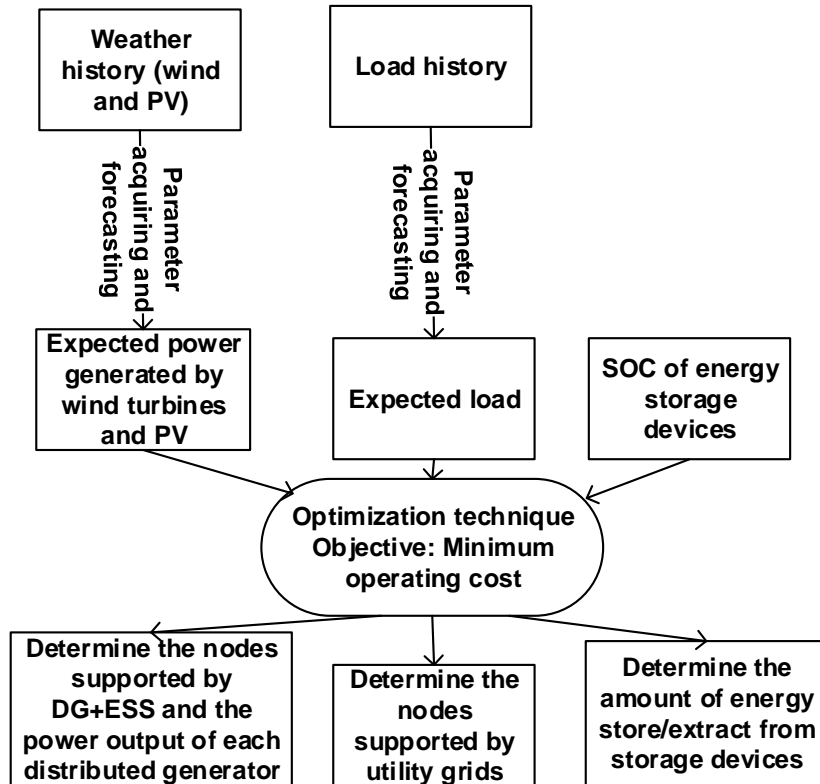 Weather
history (wind
and PV)
Load history
Parameter
acquiring and
forecasting
Parameter
acquiring and
forecasting
Expected power
generated by
wind turbines
and PV
Expected load
SOC of energy
storage
devices
Optimization technique
Objective: Minimum
operating cost
Determine the nodes
supported by
DG+ESS and the
power output of each
distributed generator
Determine the
nodes
supported by
utility grids
Determine the
amount of energy
store/extract from
storage devices